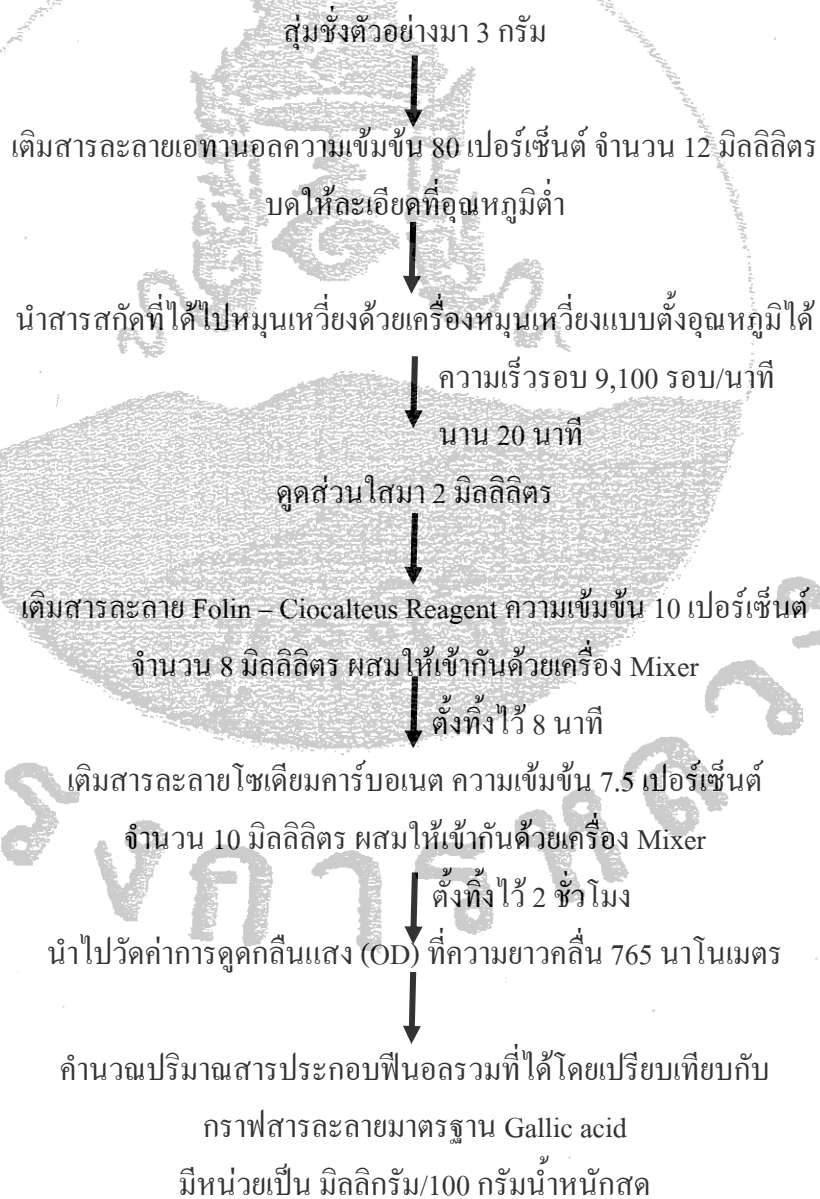 สุ่มชั่งตัวอย่างมา 3 กรัม
เติมสารละลายเอทานอลความเข้มข้น 80 เปอร์เซ็นต์ จำนวน 12 มิลลิลิตร
บดให้ละเอียดที่อุณหภูมิต่ำ
นำสารสกัดที่ได้ไปหมุนเหวี่ยงด้วยเครื่องหมุนเหวี่ยงแบบตั้งอุณหภูมิได้
ความเร็วรอบ 9,100 รอบ/นาที
นาน 20 นาที
ดูดส่วนใสมา 2 มิลลิลิตร
เติมสารละลาย Folin – Ciocalteus Reagent ความเข้มข้น 10 เปอร์เซ็นต์
จำนวน 8 มิลลิลิตร ผสมให้เข้ากันด้วยเครื่อง Mixer
ตั้งทิ้งไว้ 8 นาที
เติมสารละลายโซเดียมคาร์บอเนต ความเข้มข้น 7.5 เปอร์เซ็นต์
จำนวน 10 มิลลิลิตร ผสมให้เข้ากันด้วยเครื่อง Mixer
ตั้งทิ้งไว้ 2 ชั่วโมง
นำไปวัดค่าการดูดกลืนแสง (OD) ที่ความยาวคลื่น 765 นาโนเมตร
คำนวณปริมาณสารประกอบฟีนอลรวมที่ได้โดยเปรียบเทียบกับ
กราฟสารละลายมาตรฐาน Gallic acid
มีหน่วยเป็น มิลลิกรัม/100 กรัมน้ำหนักสด